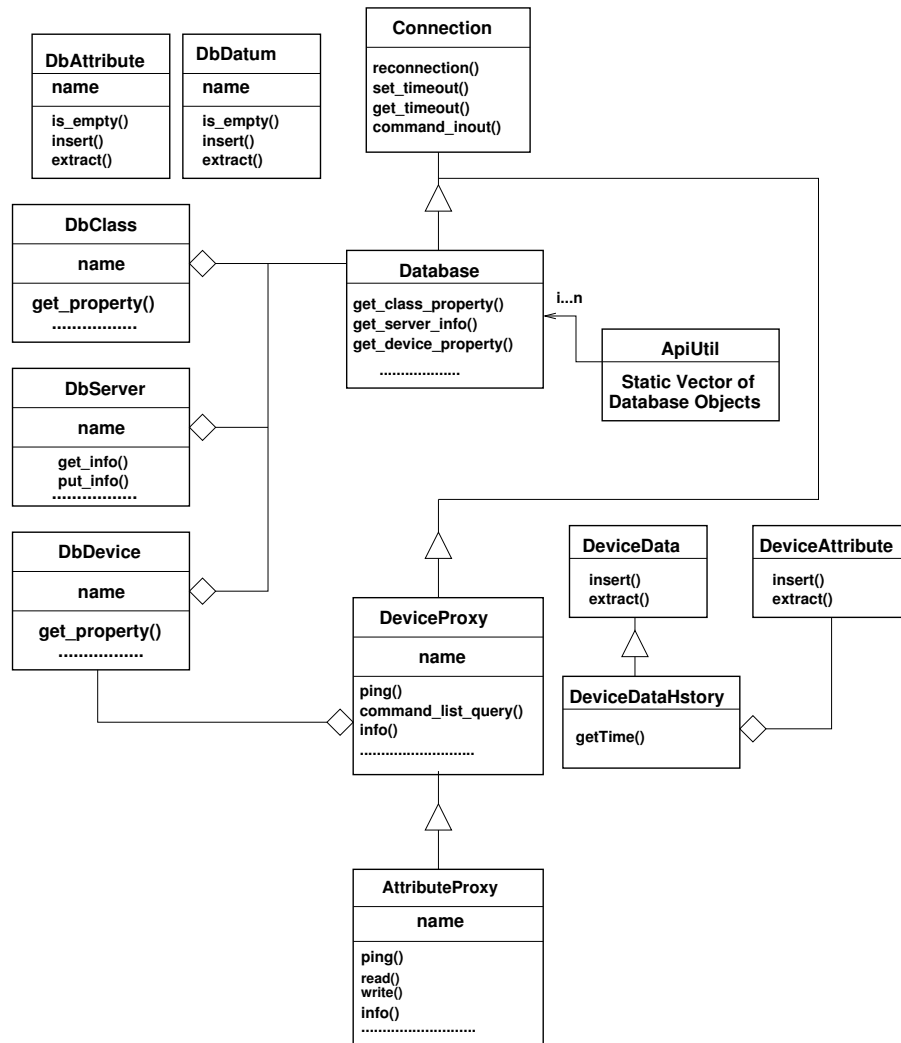 DbAttribute
name
is_empty()
insert()
extract()
DbDatum
name
is_empty()
insert()
extract()
Connection
reconnection()
set_timeout()
get_timeout()
command_inout()
DbClass
name
get_property()
.................
Database
get_class_property()
get_server_info()
get_device_property()
....................
i...n
ApiUtil
Static Vector of
Database Objects
DbServer
name
get_info()
put_info()
.................
DbDevice
name
get_property()
.................
DeviceProxy
name
ping()
command_list_query()
info()
...........................
DeviceData
insert()
extract()
DeviceAttribute
insert()
extract()
DeviceDataHstory
getTime()
AttributeProxy
name
ping()
read()
write()
info()
...........................